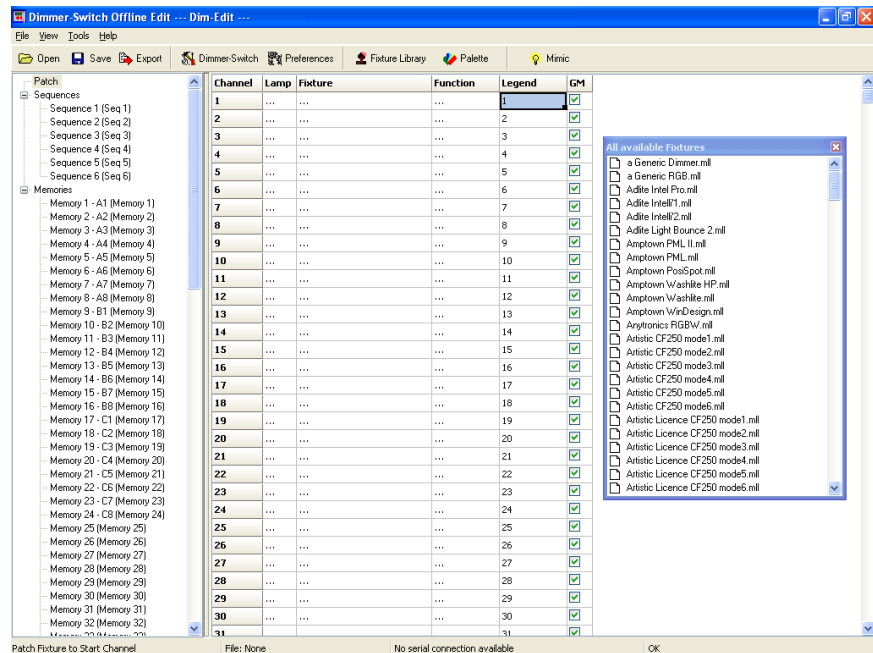 Dimmer-Switch Offline Edit --- Dim-Edit ---
File View Tools Help
Open Save Export Dimmer-Switch Preferences Fixture Library Palette Mimic
Patch
Sequences
Sequence 1 (Seq 1)
Sequence 2 (Seq 2)
Sequence 3 (Seq 3)
Sequence 4 (Seq 4)
Sequence 5 (Seq 5)
Sequence 6 (Seq 6)
Memories
Memory 1 - A1 (Memory 1)
Memory 2 - A2 (Memory 2)
Memory 3 - A3 (Memory 3)
Memory 4 - A4 (Memory 4)
Memory 5 - A5 (Memory 5)
Memory 6 - A6 (Memory 6)
Memory 7 - A7 (Memory 7)
Memory 8 - A8 (Memory 8)
Memory 9 - B1 (Memory 9)
Memory 10 - B2 (Memory 10)
Memory 11 - B3 (Memory 11)
Memory 12 - B4 (Memory 12)
Memory 13 - B5 (Memory 13)
Memory 14 - B6 (Memory 14)
Memory 15 - B7 (Memory 15)
Memory 16 - B8 (Memory 16)
Memory 17 - C1 (Memory 17)
Memory 18 - C2 (Memory 18)
Memory 19 - C3 (Memory 19)
Memory 20 - C4 (Memory 20)
Memory 21 - C5 (Memory 21)
Memory 22 - C6 (Memory 22)
Memory 23 - C7 (Memory 23)
Memory 24 - C8 (Memory 24)
Memory 25 (Memory 25)
Memory 26 (Memory 26)
Memory 27 (Memory 27)
Memory 28 (Memory 28)
Memory 29 (Memory 29)
Memory 30 (Memory 30)
Memory 31 (Memory 31)
Memory 32 (Memory 32)
Memory 33 (Memory 33)
Channel Lamp Fixture Function Legend GM
1 ... ... ... 1
2 ... ... ... 2
3 ... ... ... 3
4 ... ... ... 4
5 ... ... ... 5
6 ... ... ... 6
7 ... ... ... 7
8 ... ... ... 8
9 ... ... ... 9
10 ... ... ... 10
11 ... ... ... 11
12 ... ... ... 12
13 ... ... ... 13
14 ... ... ... 14
15 ... ... ... 15
16 ... ... ... 16
17 ... ... ... 17
18 ... ... ... 18
19 ... ... ... 19
20 ... ... ... 20
21 ... ... ... 21
22 ... ... ... 22
23 ... ... ... 23
24 ... ... ... 24
25 ... ... ... 25
26 ... ... ... 26
27 ... ... ... 27
28 ... ... ... 28
29 ... ... ... 29
30 ... ... ... 30
31 31
All available Fixtures
a Generic Dimmer.mll
a Generic RGB.mll
Adlite Intel Pro.mll
Adlite Intelli'1.mll
Adlite Intelli'2.mll
Adlite Light Bounce 2.mll
Amptown PML II.mll
Amptown PML.mll
Amptown PosiSpot.mll
Amptown Washlite HP.mll
Amptown Washlite.mll
Amptown WinDesign.mll
Anytronics RGBW.mll
Artistic CF250 mode1.mll
Artistic CF250 mode2.mll
Artistic CF250 mode3.mll
Artistic CF250 mode4.mll
Artistic CF250 mode5.mll
Artistic CF250 mode6.mll
Artistic Licence CF250 mode1.mll
Artistic Licence CF250 mode2.mll
Artistic Licence CF250 mode3.mll
Artistic Licence CF250 mode4.mll
Artistic Licence CF250 mode5.mll
Artistic Licence CF250 mode6.mll
Patch Fixture to Start Channel File: None No serial connection available OK